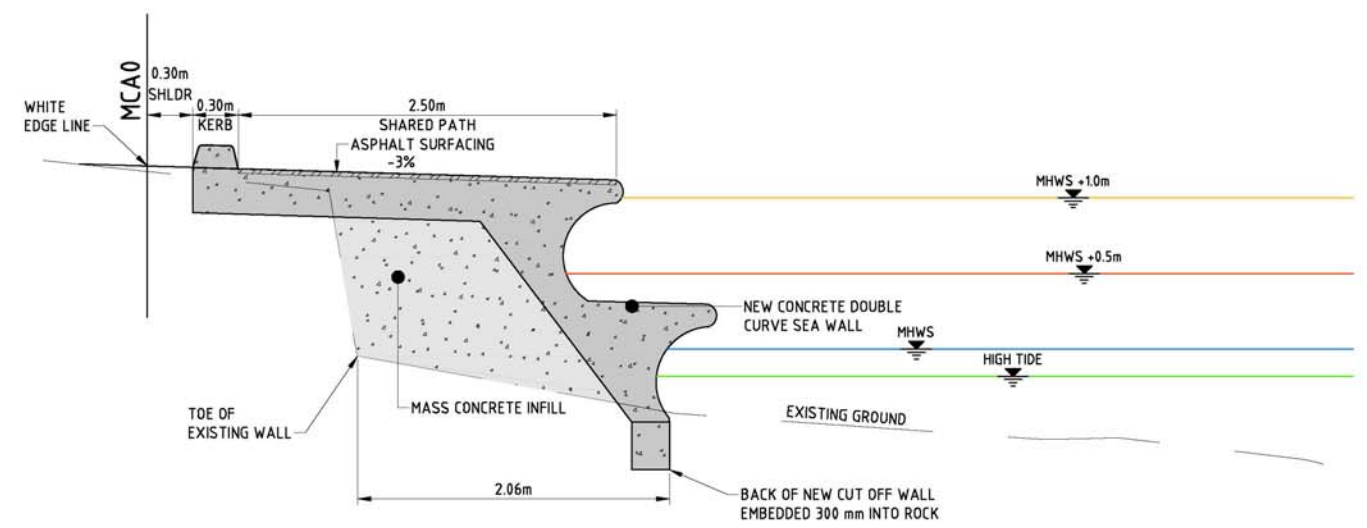 MCA0
0.30m
SHLDR
WHITE
EDGE LINE
0.30m
KERB
2.50m
SHARED PATH
ASPHALT SURFACING
-3%
MHWS +1.0m
MHWS +0.5m
NEW CONCRETE DOUBLE
CURVE SEA WALL
MHWS
HIGH TIDE
MASS CONCRETE INFILL
EXISTING GROUND
TOE OF
EXISTING WALL
2.06m
BACK OF NEW CUT OFF WALL
EMBEDDED 300 mm INTO ROCK